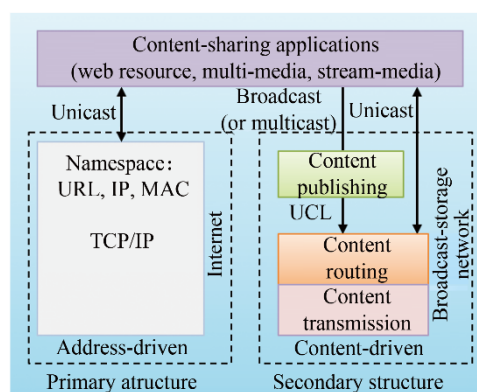 Content-sharing applications
(web resource, multi-media, stream-media)
Unicast
Broadcast
(or multicast)
Unicast
Namespace:
URL, IP, MAC
TCP/IP
Internet
Address-driven
Primary atructure
Content
publishing
UCL
Content
routing
Content
transmission
Broadcast-storage
network
Content-driven
Secondary structure